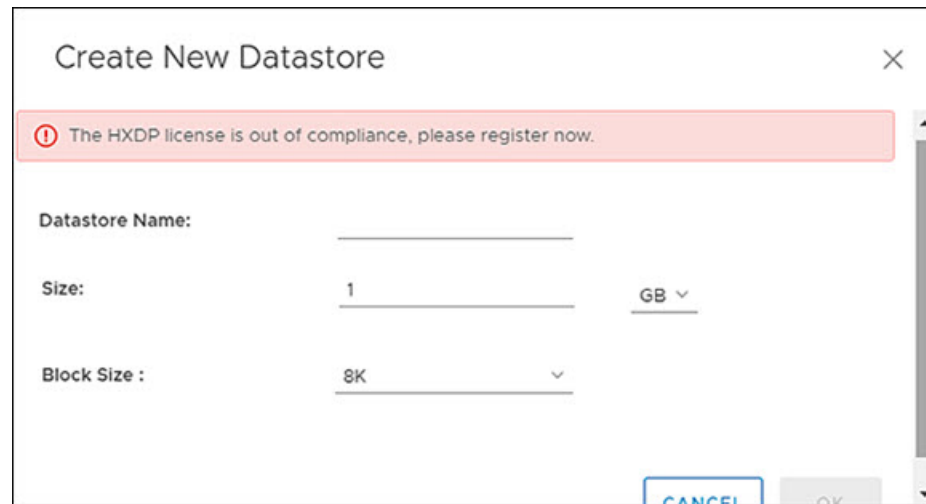 Create New Datastore
The HXDP license is out of compliance, please register now.
Datastore Name:
Size:
1
GB
Block Size :
8K
CANCEL
OK